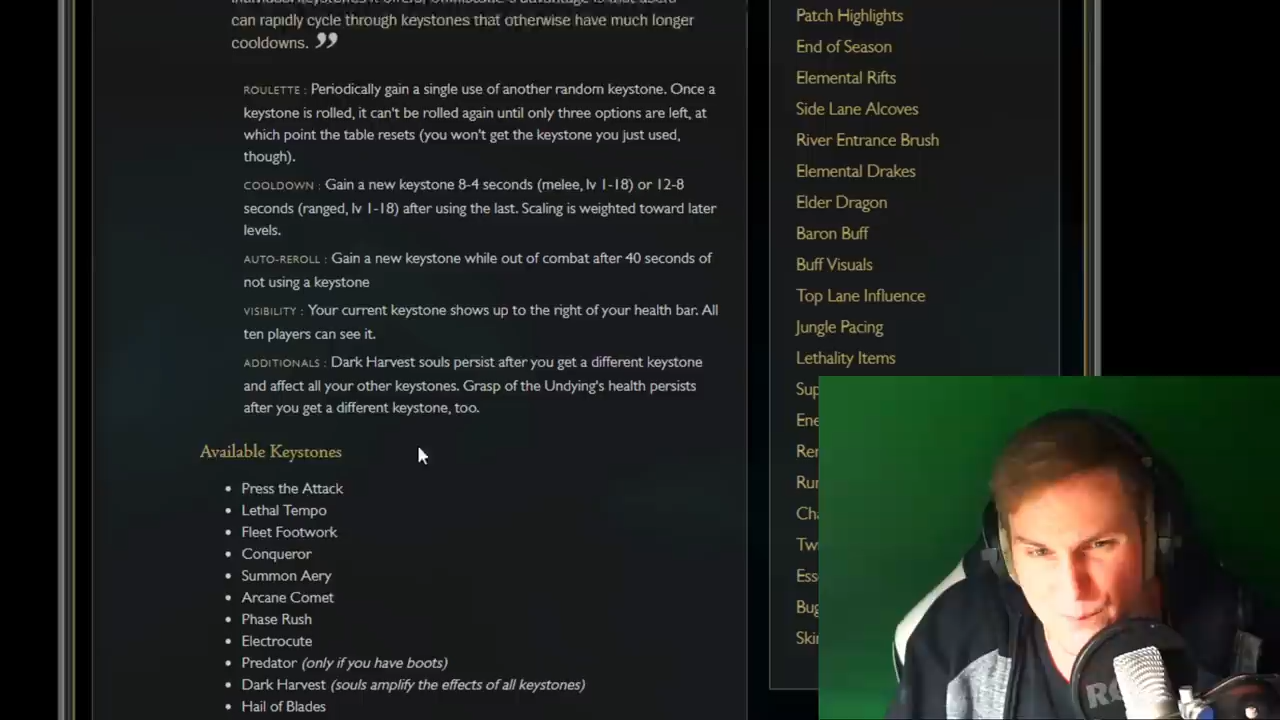 can rapidly cycle through keystones that otherwise have much longer
cooldowns. ”
ROULETTE : Periodically gain a single use of another random keystone. Once a
keystone is rolled, it can't be rolled again until only three options are left, at
which point the table resets (you won't get the keystone you just used,
though).
COOLDOWN : Gain a new keystone 8-4 seconds (melee, lv 1-18) or 12-8
seconds (ranged, lv 1-18) after using the last. Scaling is weighted toward later
levels.
AUTO-REROLL : Gain a new keystone while out of combat after 40 seconds of
not using a keystone
VISIBILITY : Your current keystone shows up to the right of your health bar. All
ten players can see it.
ADDITIONALS : Dark Harvest souls persist after you get a different keystone
and affect all your other keystones. Grasp of the Undying's health persists
after you get a different keystone, too.
Available Keystones
Press the Attack
Lethal Tempo
Fleet Footwork
Conqueror
Summon Aery
Arcane Comet
Phase Rush
Electrocute
Predator (only if you have boots)
Dark Harvest (souls amplify the effects of all keystones)
Hail of Blades
Patch Highlights
End of Season
Elemental Rifts
Side Lane Alcoves
River Entrance Brush
Elemental Drakes
Elder Dragon
Baron Buff
Buff Visuals
Top Lane Influence
Jungle Pacing
Lethality Items
Sup
Ene
Ru
Cha
Tw
Ess
Bug